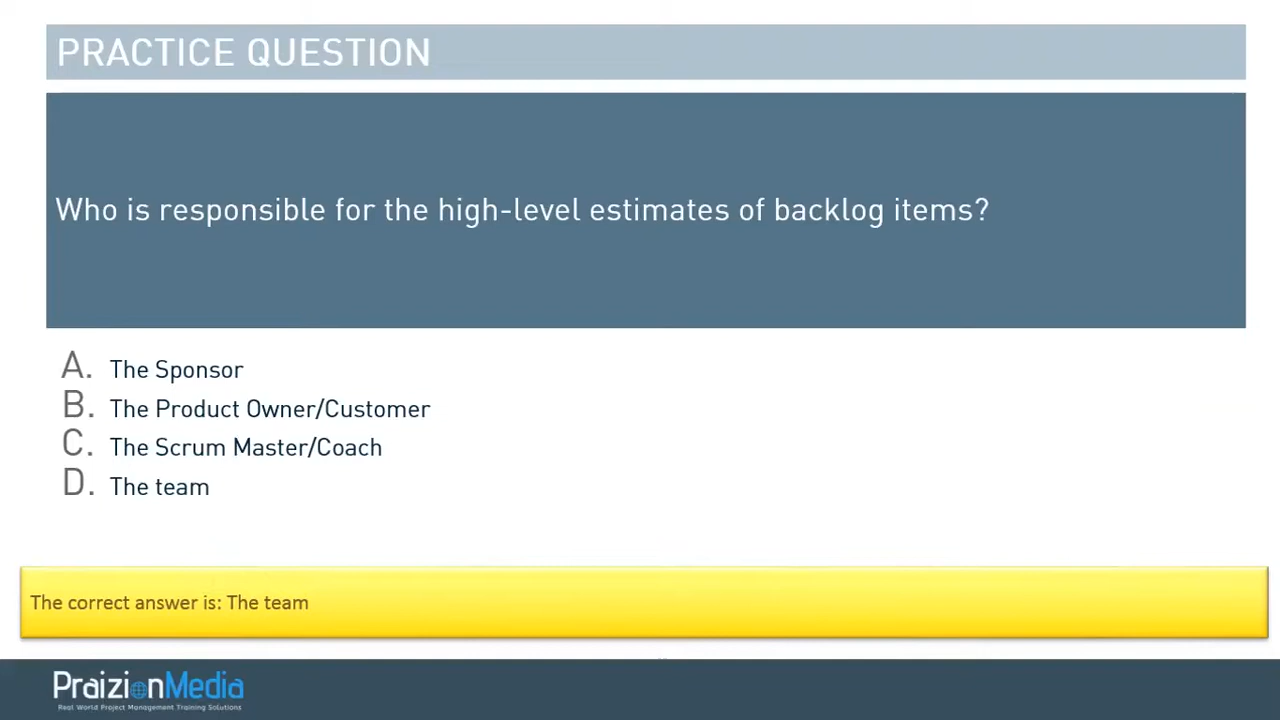 PRACTICE QUESTION
Who is responsible for the high-level estimates of backlog items?
A. The Sponsor
B. The Product Owner/Customer
C. The Scrum Master/Coach
D. The team
The correct answer is: The team
PraizionMedia
Real World Project Management Training Solutions